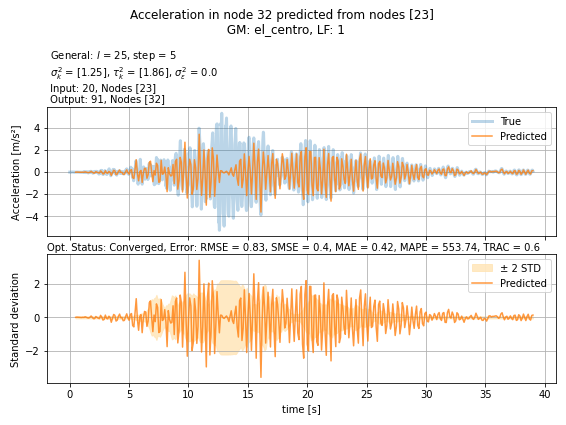 Acceleration in node 32 predicted from nodes [23]
GM: el_centro, LF: 1
General: l = 25, step = 5
σ²ₖ = [1.25], τ²ₖ = [1.86], σ²ε = 0.0
Input: 20, Nodes [23]
Output: 91, Nodes [32]
Acceleration [m/s²]
4
2
0
−2
−4
True
Predicted
Opt. Status: Converged, Error: RMSE = 0.83, SMSE = 0.4, MAE = 0.42, MAPE = 553.74, TRAC = 0.6
Standard deviation
2
0
−2
± 2 STD
Predicted
0 5 10 15 20 25 30 35 40
time [s]